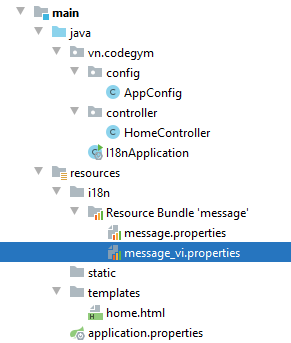 main
java
vn.codegym
config
AppConfig
controller
HomeController
I18nApplication
resources
i18n
Resource Bundle 'message'
message.properties
message_vi.properties
static
templates
home.html
application.properties